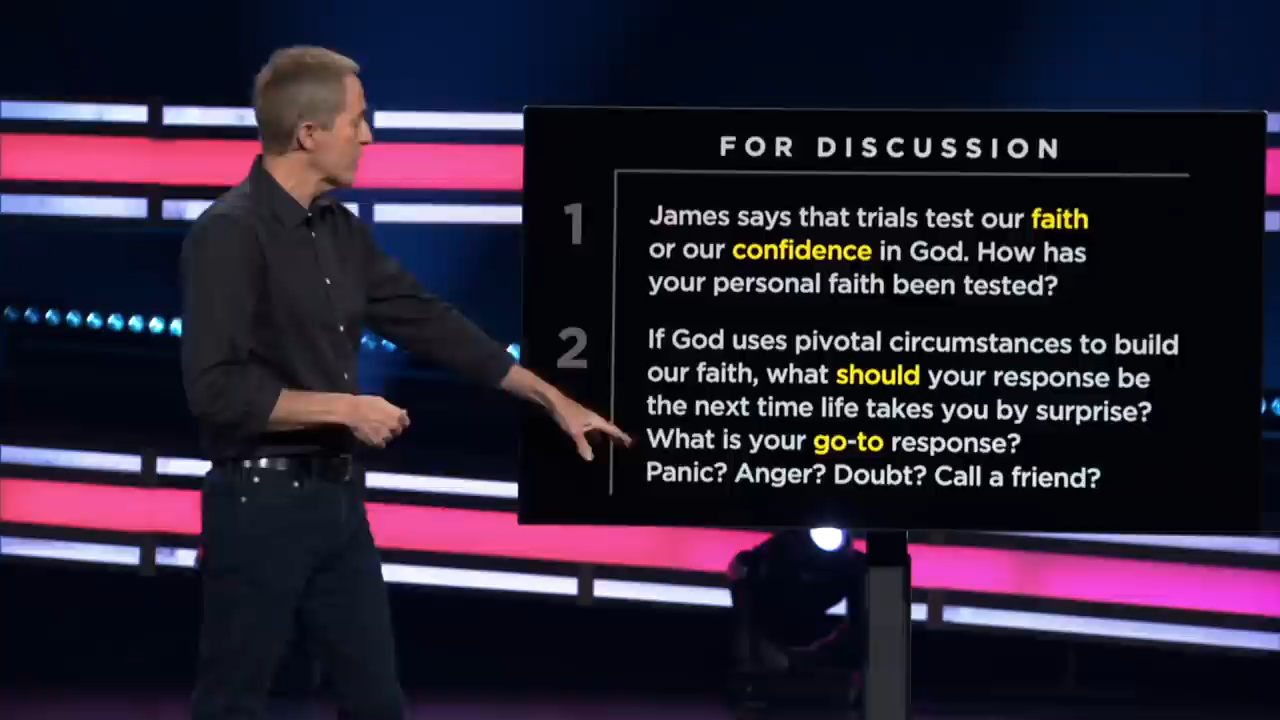 FOR DISCUSSION
1
James says that trials test our faith
or our confidence in God. How has
your personal faith been tested?
2
If God uses pivotal circumstances to build
our faith, what should your response be
the next time life takes you by surprise?
What is your go-to response?
Panic? Anger? Doubt? Call a friend?